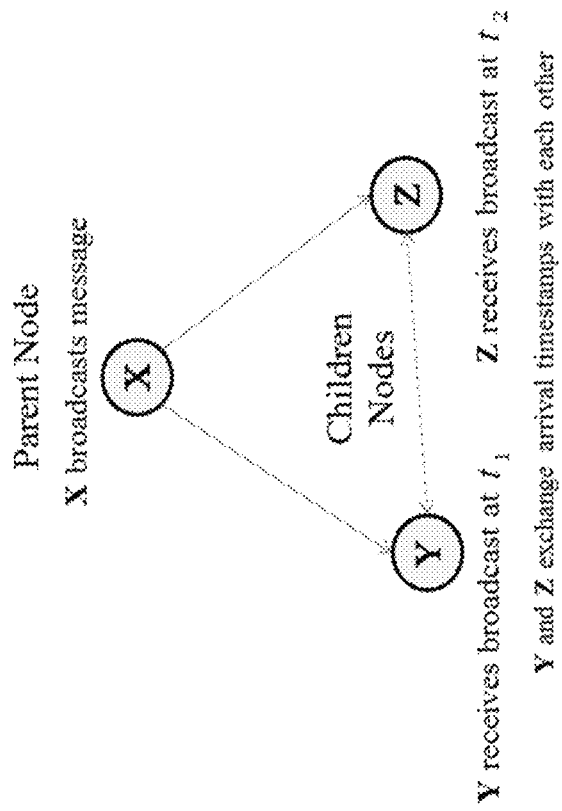 Parent Node
X broadcasts message
X
Children
Nodes
Y
Z
Y receives broadcast at t₁
Z receives broadcast at t₂
Y and Z exchange arrival timestamps with each other